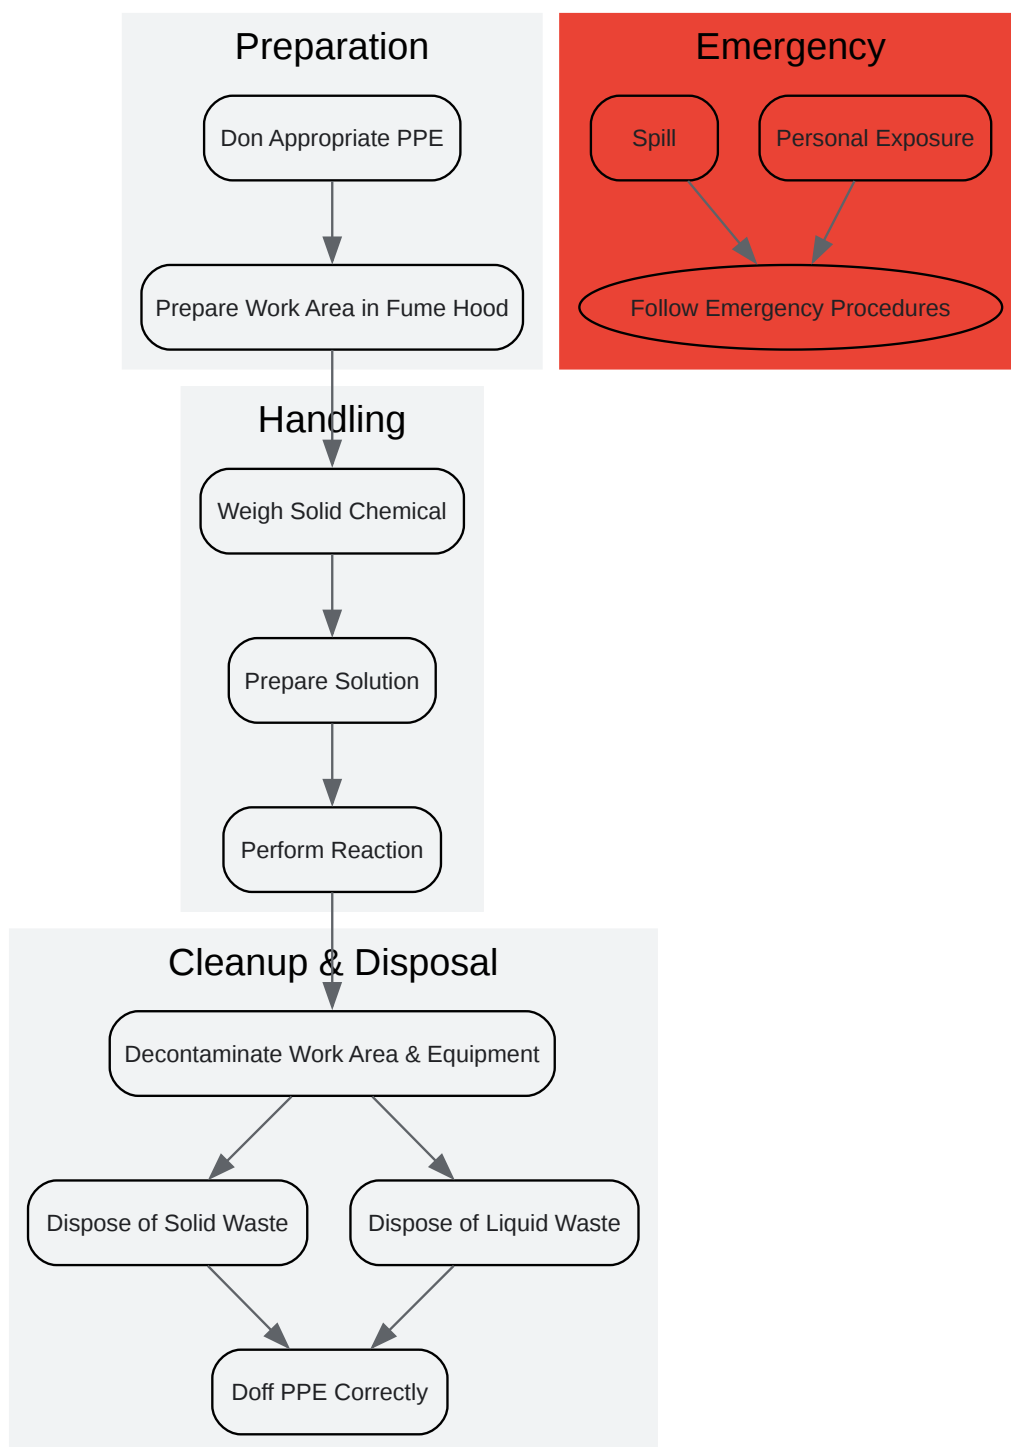 Preparation
Don Appropriate PPE
Prepare Work Area in Fume Hood
Emergency
Spill
Personal Exposure
Follow Emergency Procedures
Handling
Weigh Solid Chemical
Prepare Solution
Perform Reaction
Cleanup & Disposal
Decontaminate Work Area & Equipment
Dispose of Solid Waste
Dispose of Liquid Waste
Doff PPE Correctly